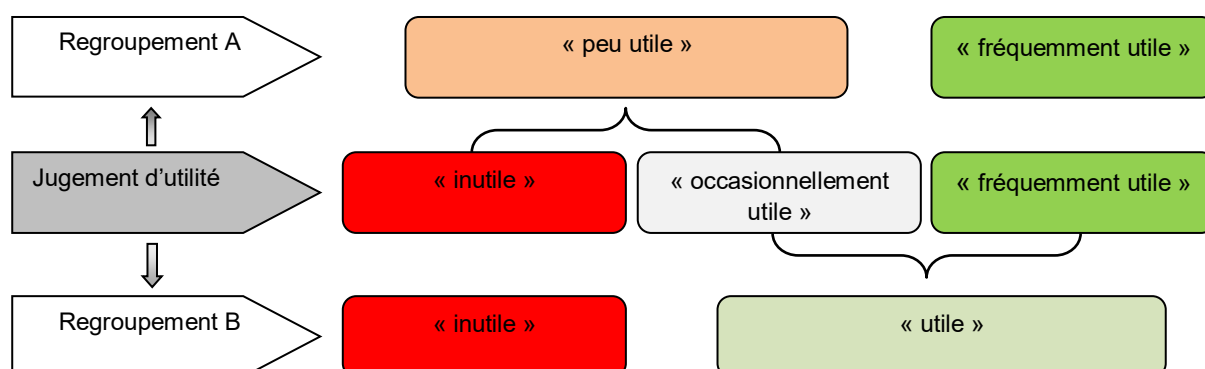 Regroupement A
« peu utile »
« fréquemment utile »
Jugement d’utilité
« inutile »
« occasionnellement
utile »
« fréquemment utile »
Regroupement B
« inutile »
« utile »